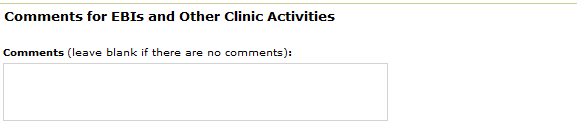 Comments for EBIs and Other Clinic Activities
Comments (leave blank if there are no comments):